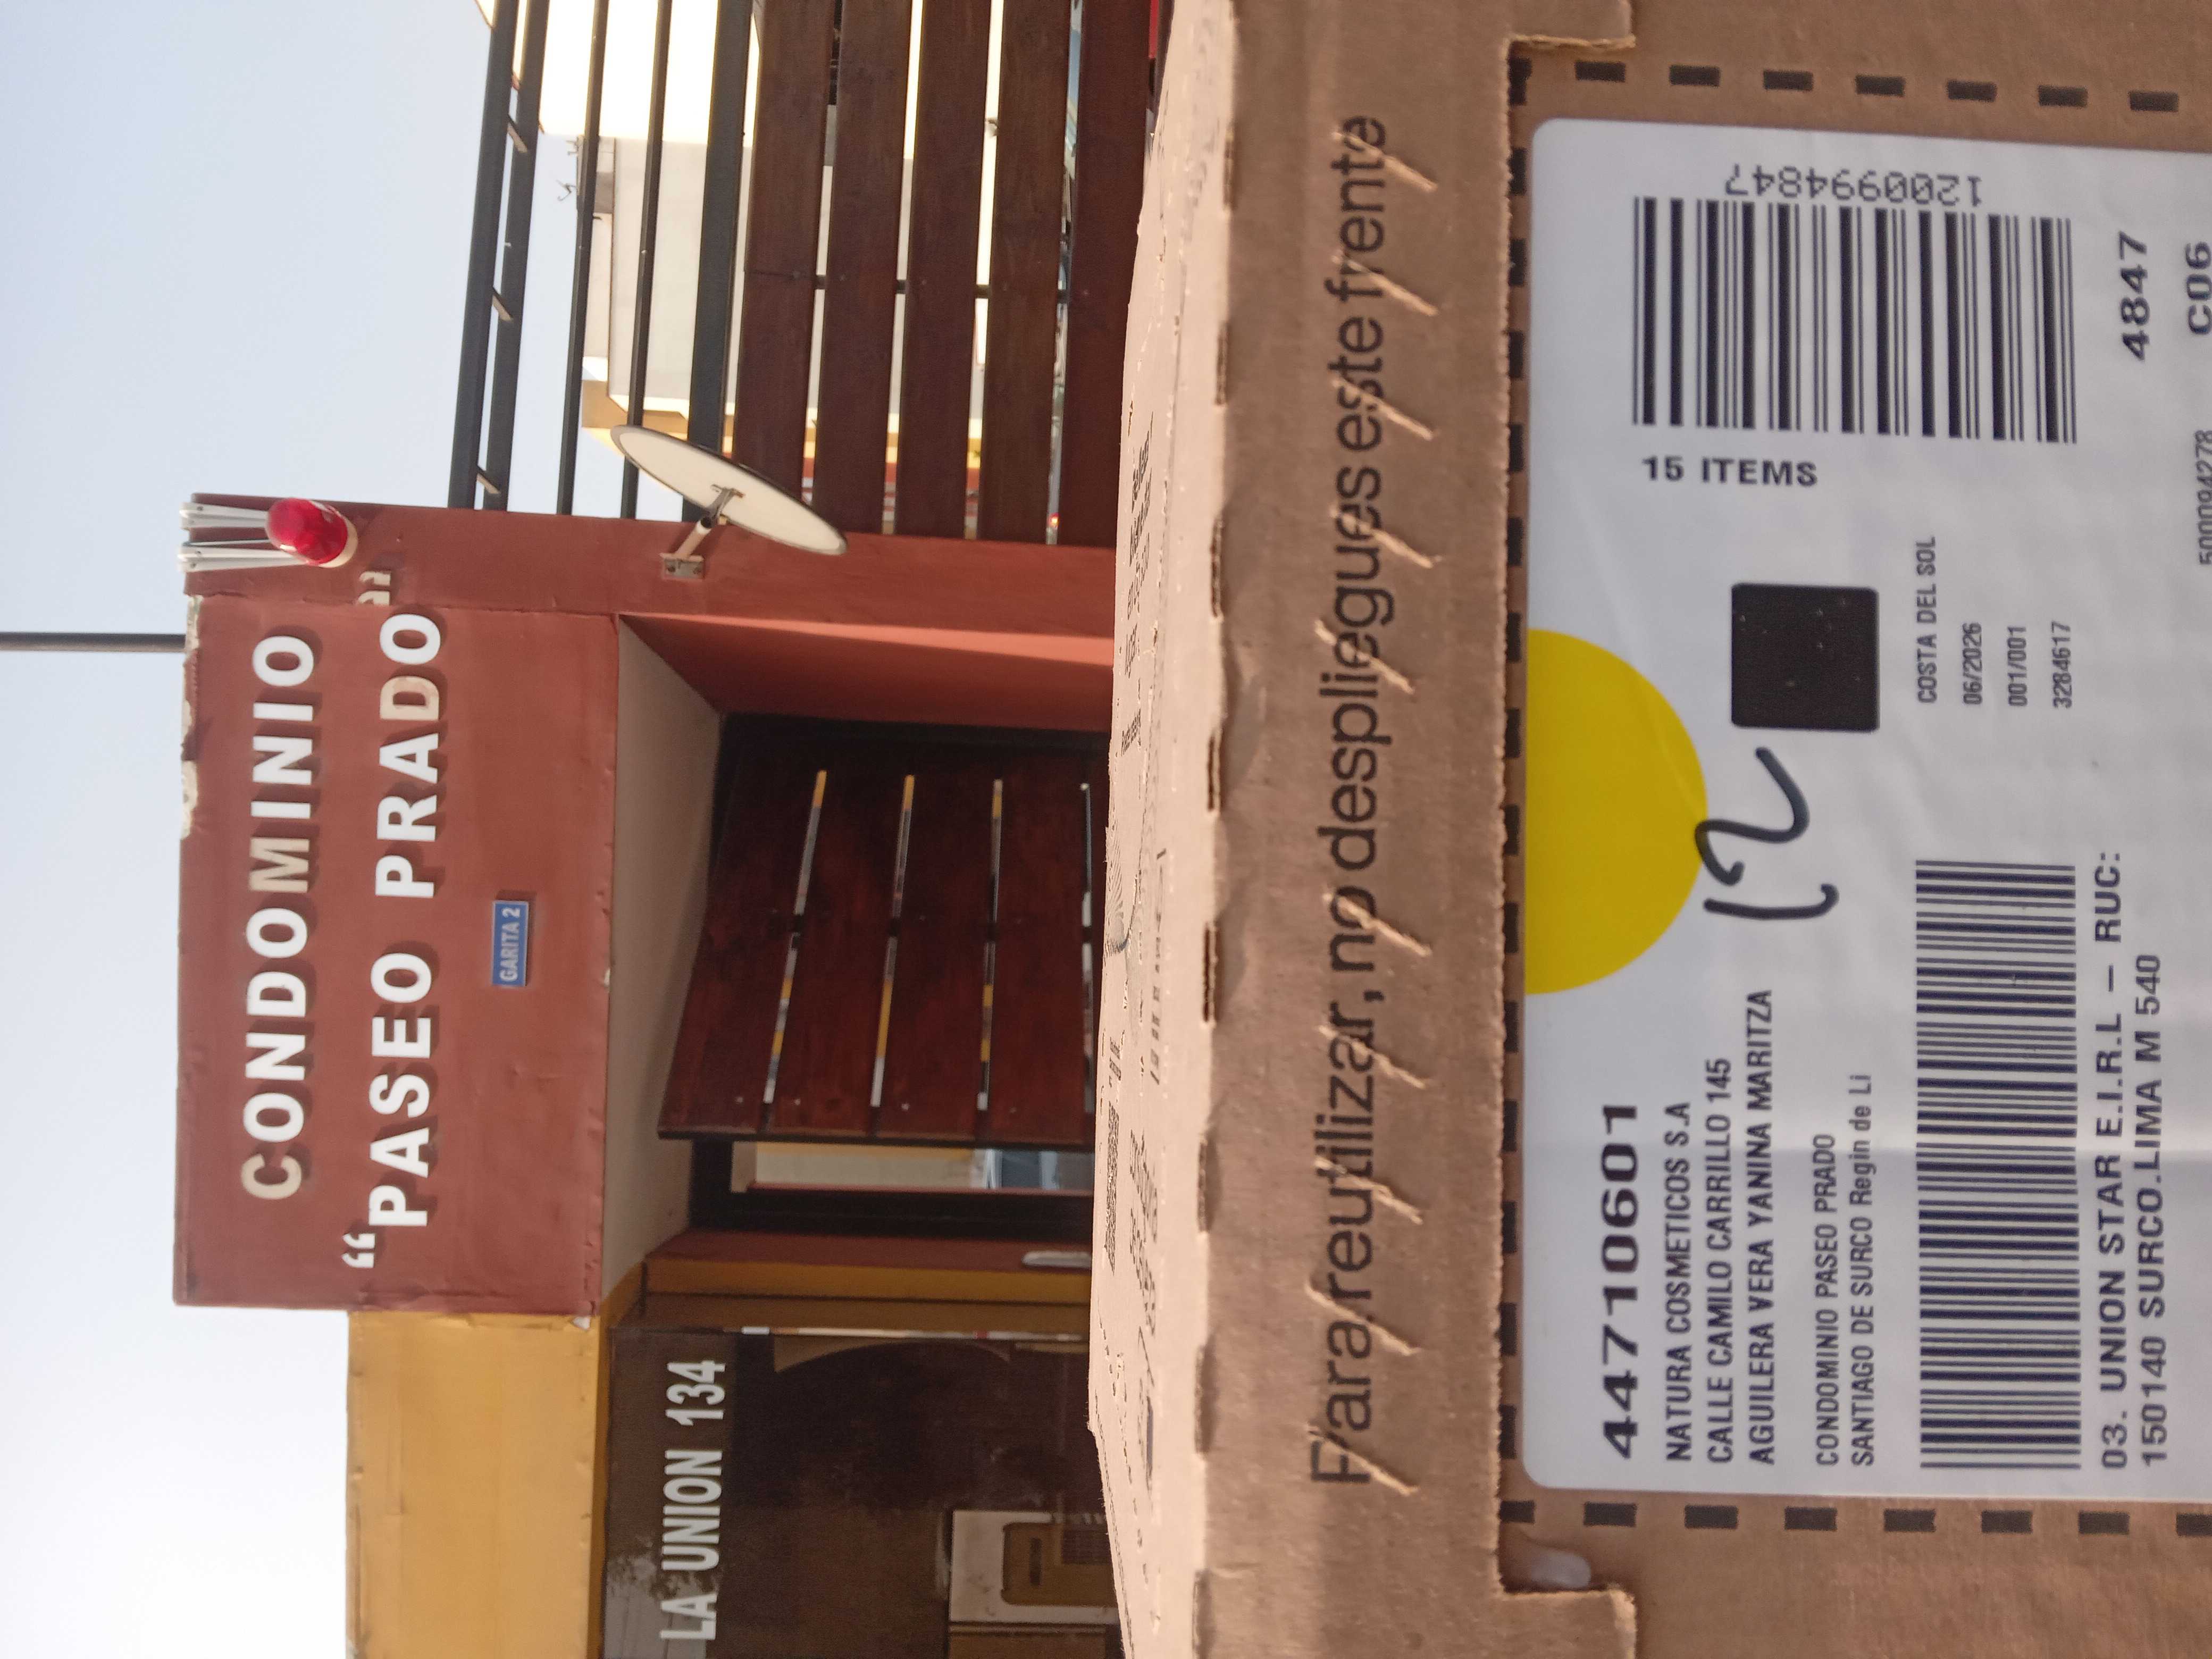 CONDOMINIO
“PASEO PRADO”
GARITA 2
LA UNION 134
Para reutilizar, no despliegues este frente
44710601
NATURA COSMETICOS S.A
CALLE CAMILO CARRILLO 145
AGUILERA VERA YANINA MARITZA
CONDOMINIO PASEO PRADO
SANTIAGO DE SURCO Regin de Li
12
15 ITEMS
1200994847
COSTA DEL SOL
06/2026
001/001
3284617
4847
C06
03. UNION STAR E.I.R.L – RUC:
150140 SURCO.LIMA M 540